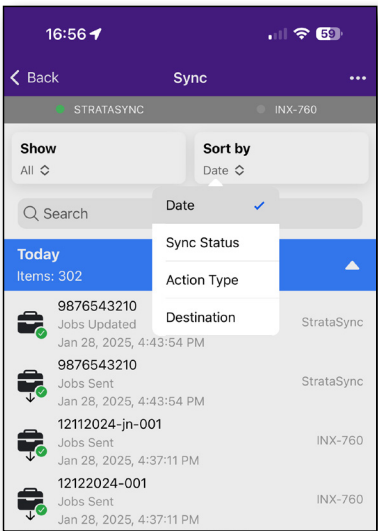 16:56
59
Back
Sync
STRATASYNC
INX-760
Show
All
Sort by
Date
Search
Date
Sync Status
Action Type
Destination
Today
Items: 302
9876543210
Jobs Updated
StrataSync
Jan 28, 2025, 4:43:54 PM
9876543210
Jobs Sent
StrataSync
Jan 28, 2025, 4:43:54 PM
12112024-jn-001
Jobs Sent
INX-760
Jan 28, 2025, 4:37:11 PM
12122024-001
Jobs Sent
INX-760
Jan 28, 2025, 4:37:11 PM